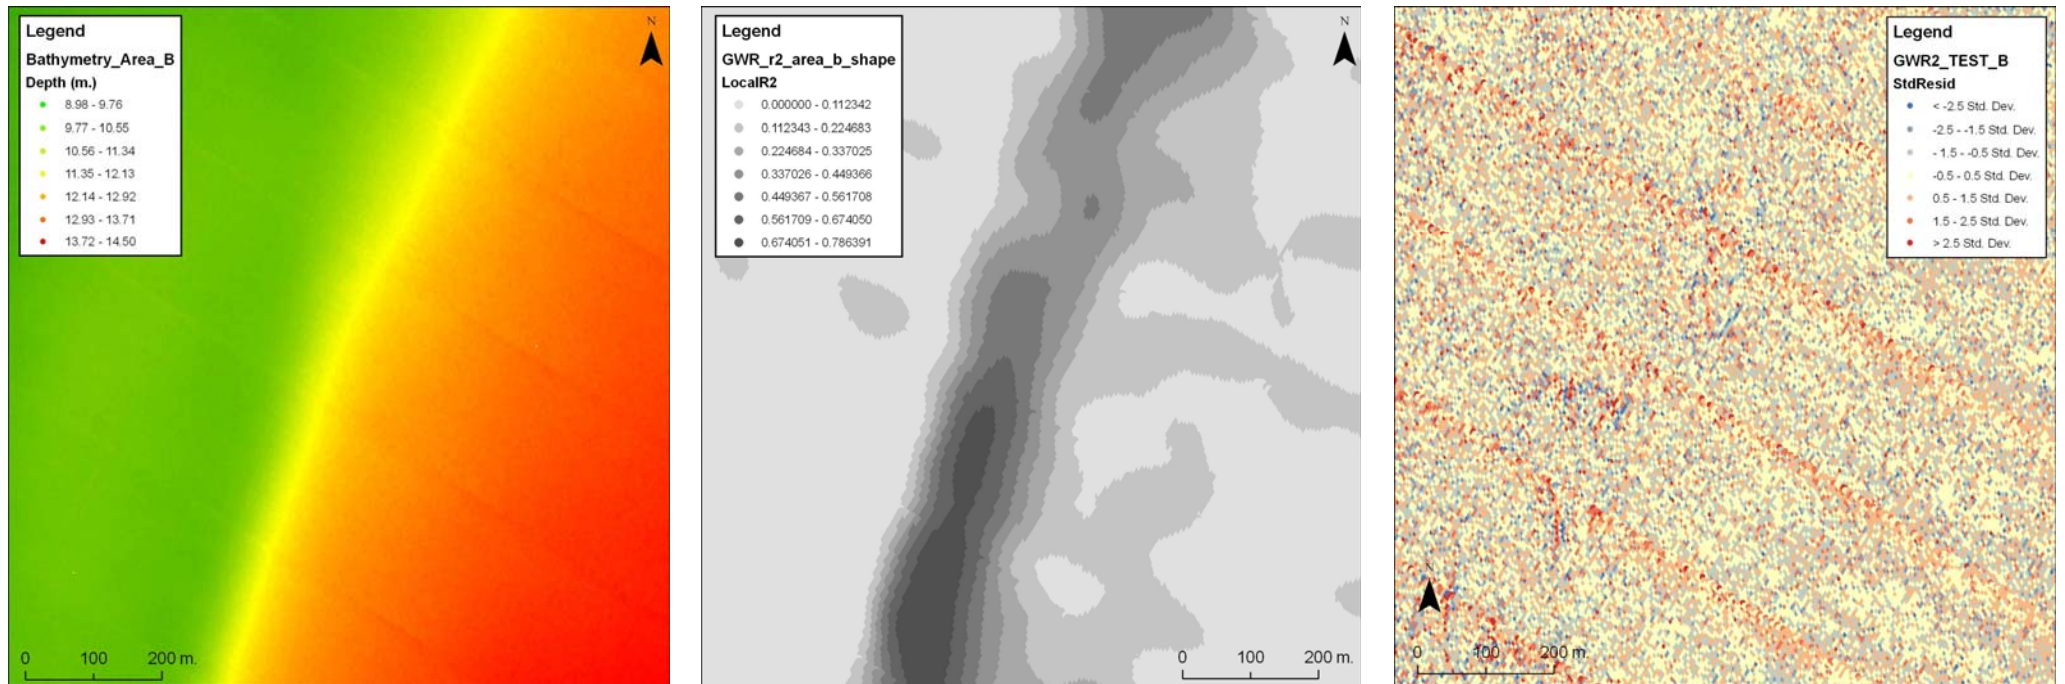 Legend
Bathymetry_Area_B
Depth (m.)
8.98 - 9.76
9.77 - 10.55
10.56 - 11.34
11.35 - 12.13
12.14 - 12.92
12.93 - 13.71
13.72 - 14.50
N
0 100 200 m.
Legend
GWR_r2_area_b_shape
LocalR2
0.000000 - 0.112342
0.112343 - 0.224683
0.224684 - 0.337025
0.337026 - 0.449366
0.449367 - 0.561708
0.561709 - 0.674050
0.674051 - 0.786391
N
0 100 200 m.
Legend
GWR2_TEST_B
StdResid
< -2.5 Std. Dev.
-2.5 - -1.5 Std. Dev.
-1.5 - -0.5 Std. Dev.
-0.5 - 0.5 Std. Dev.
0.5 - 1.5 Std. Dev.
1.5 - 2.5 Std. Dev.
> 2.5 Std. Dev.
N
0 100 200 m.